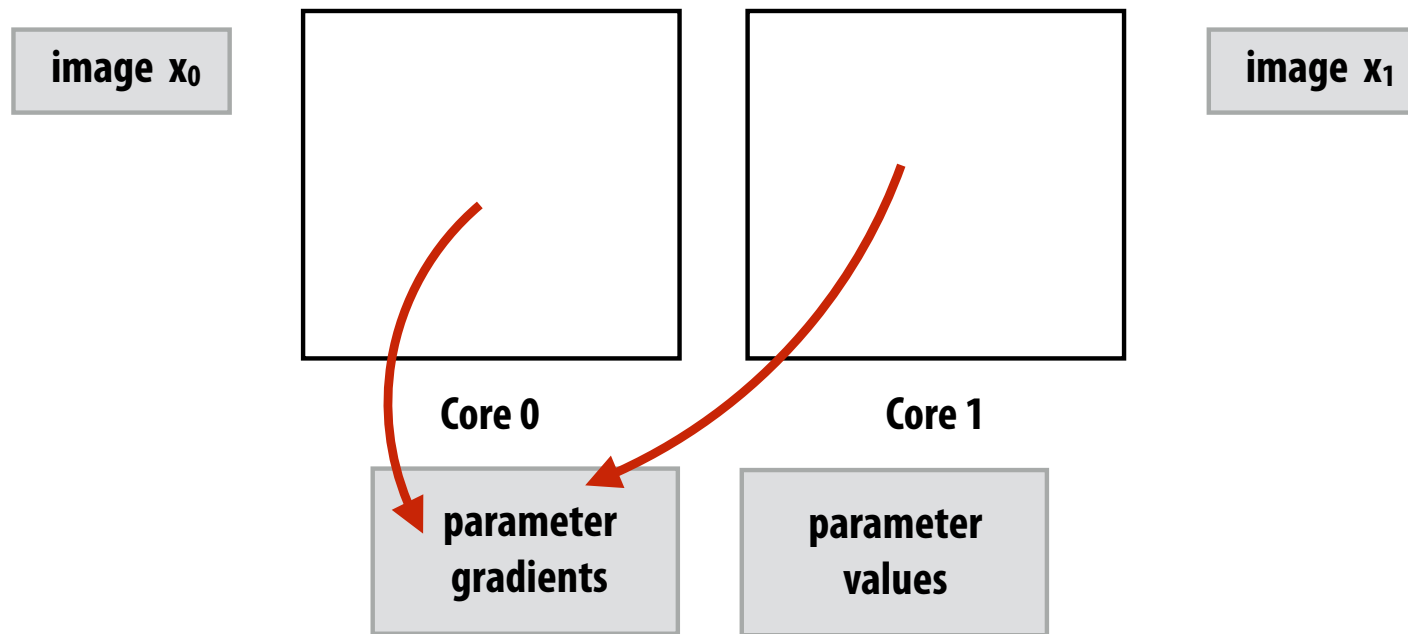 image x₀
image x₁
Core 0
Core 1
parameter
gradients
parameter
values